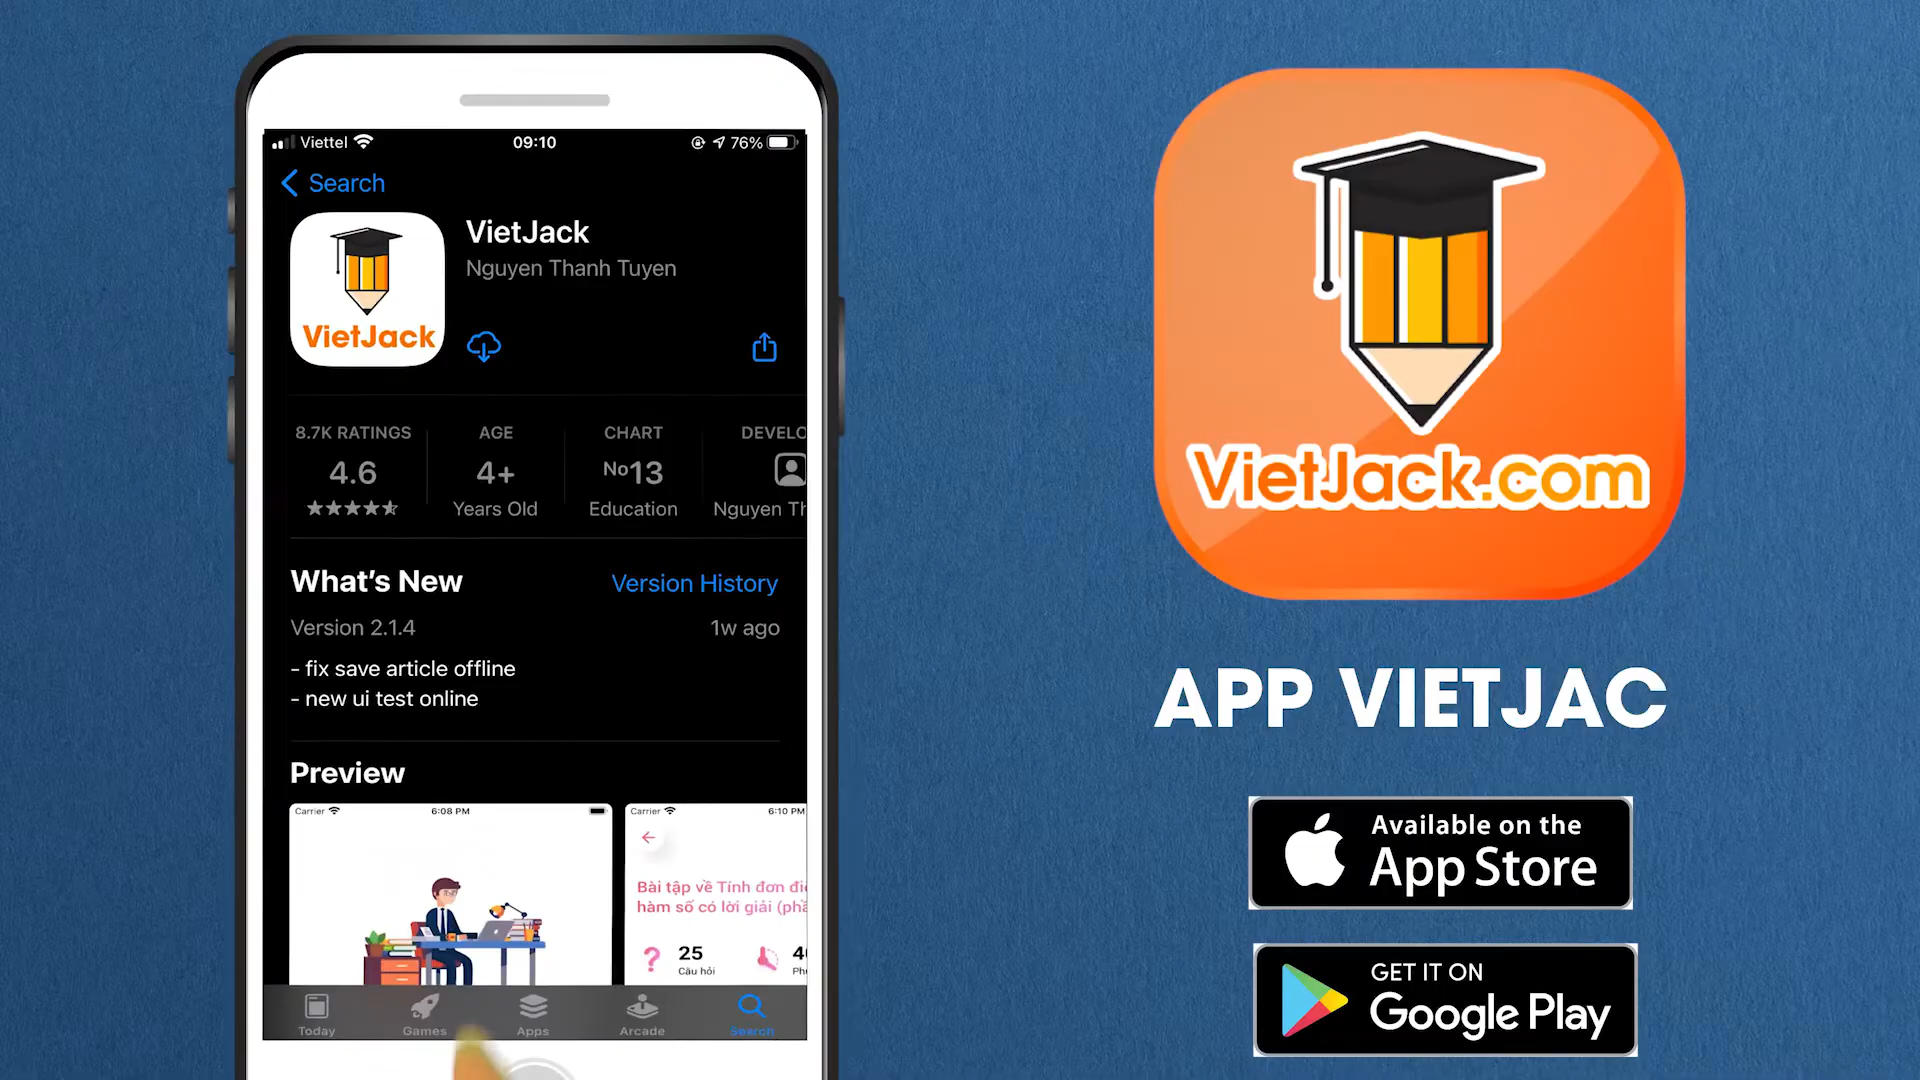 Viettel 09:10 76%
Search
VietJack
Nguyen Thanh Tuyen
VietJack
8.7K RATINGS
4.6
AGE
4+
Years Old
CHART
No13
Education
DEVELO
Nguyen Th
What's New
Version History
Version 2.1.4
1w ago
- fix save article offline
- new ui test online
Preview
Carrier 6:08 PM
Carrier 6:10 PM
Bài tập về Tính đơn đi
hàm số có lời giải (ph
25
Câu hỏi
Today
Games
Apps
Arcade
Search
VietJack.com
APP VIETJAC
Available on the
App Store
GET IT ON
Google Play